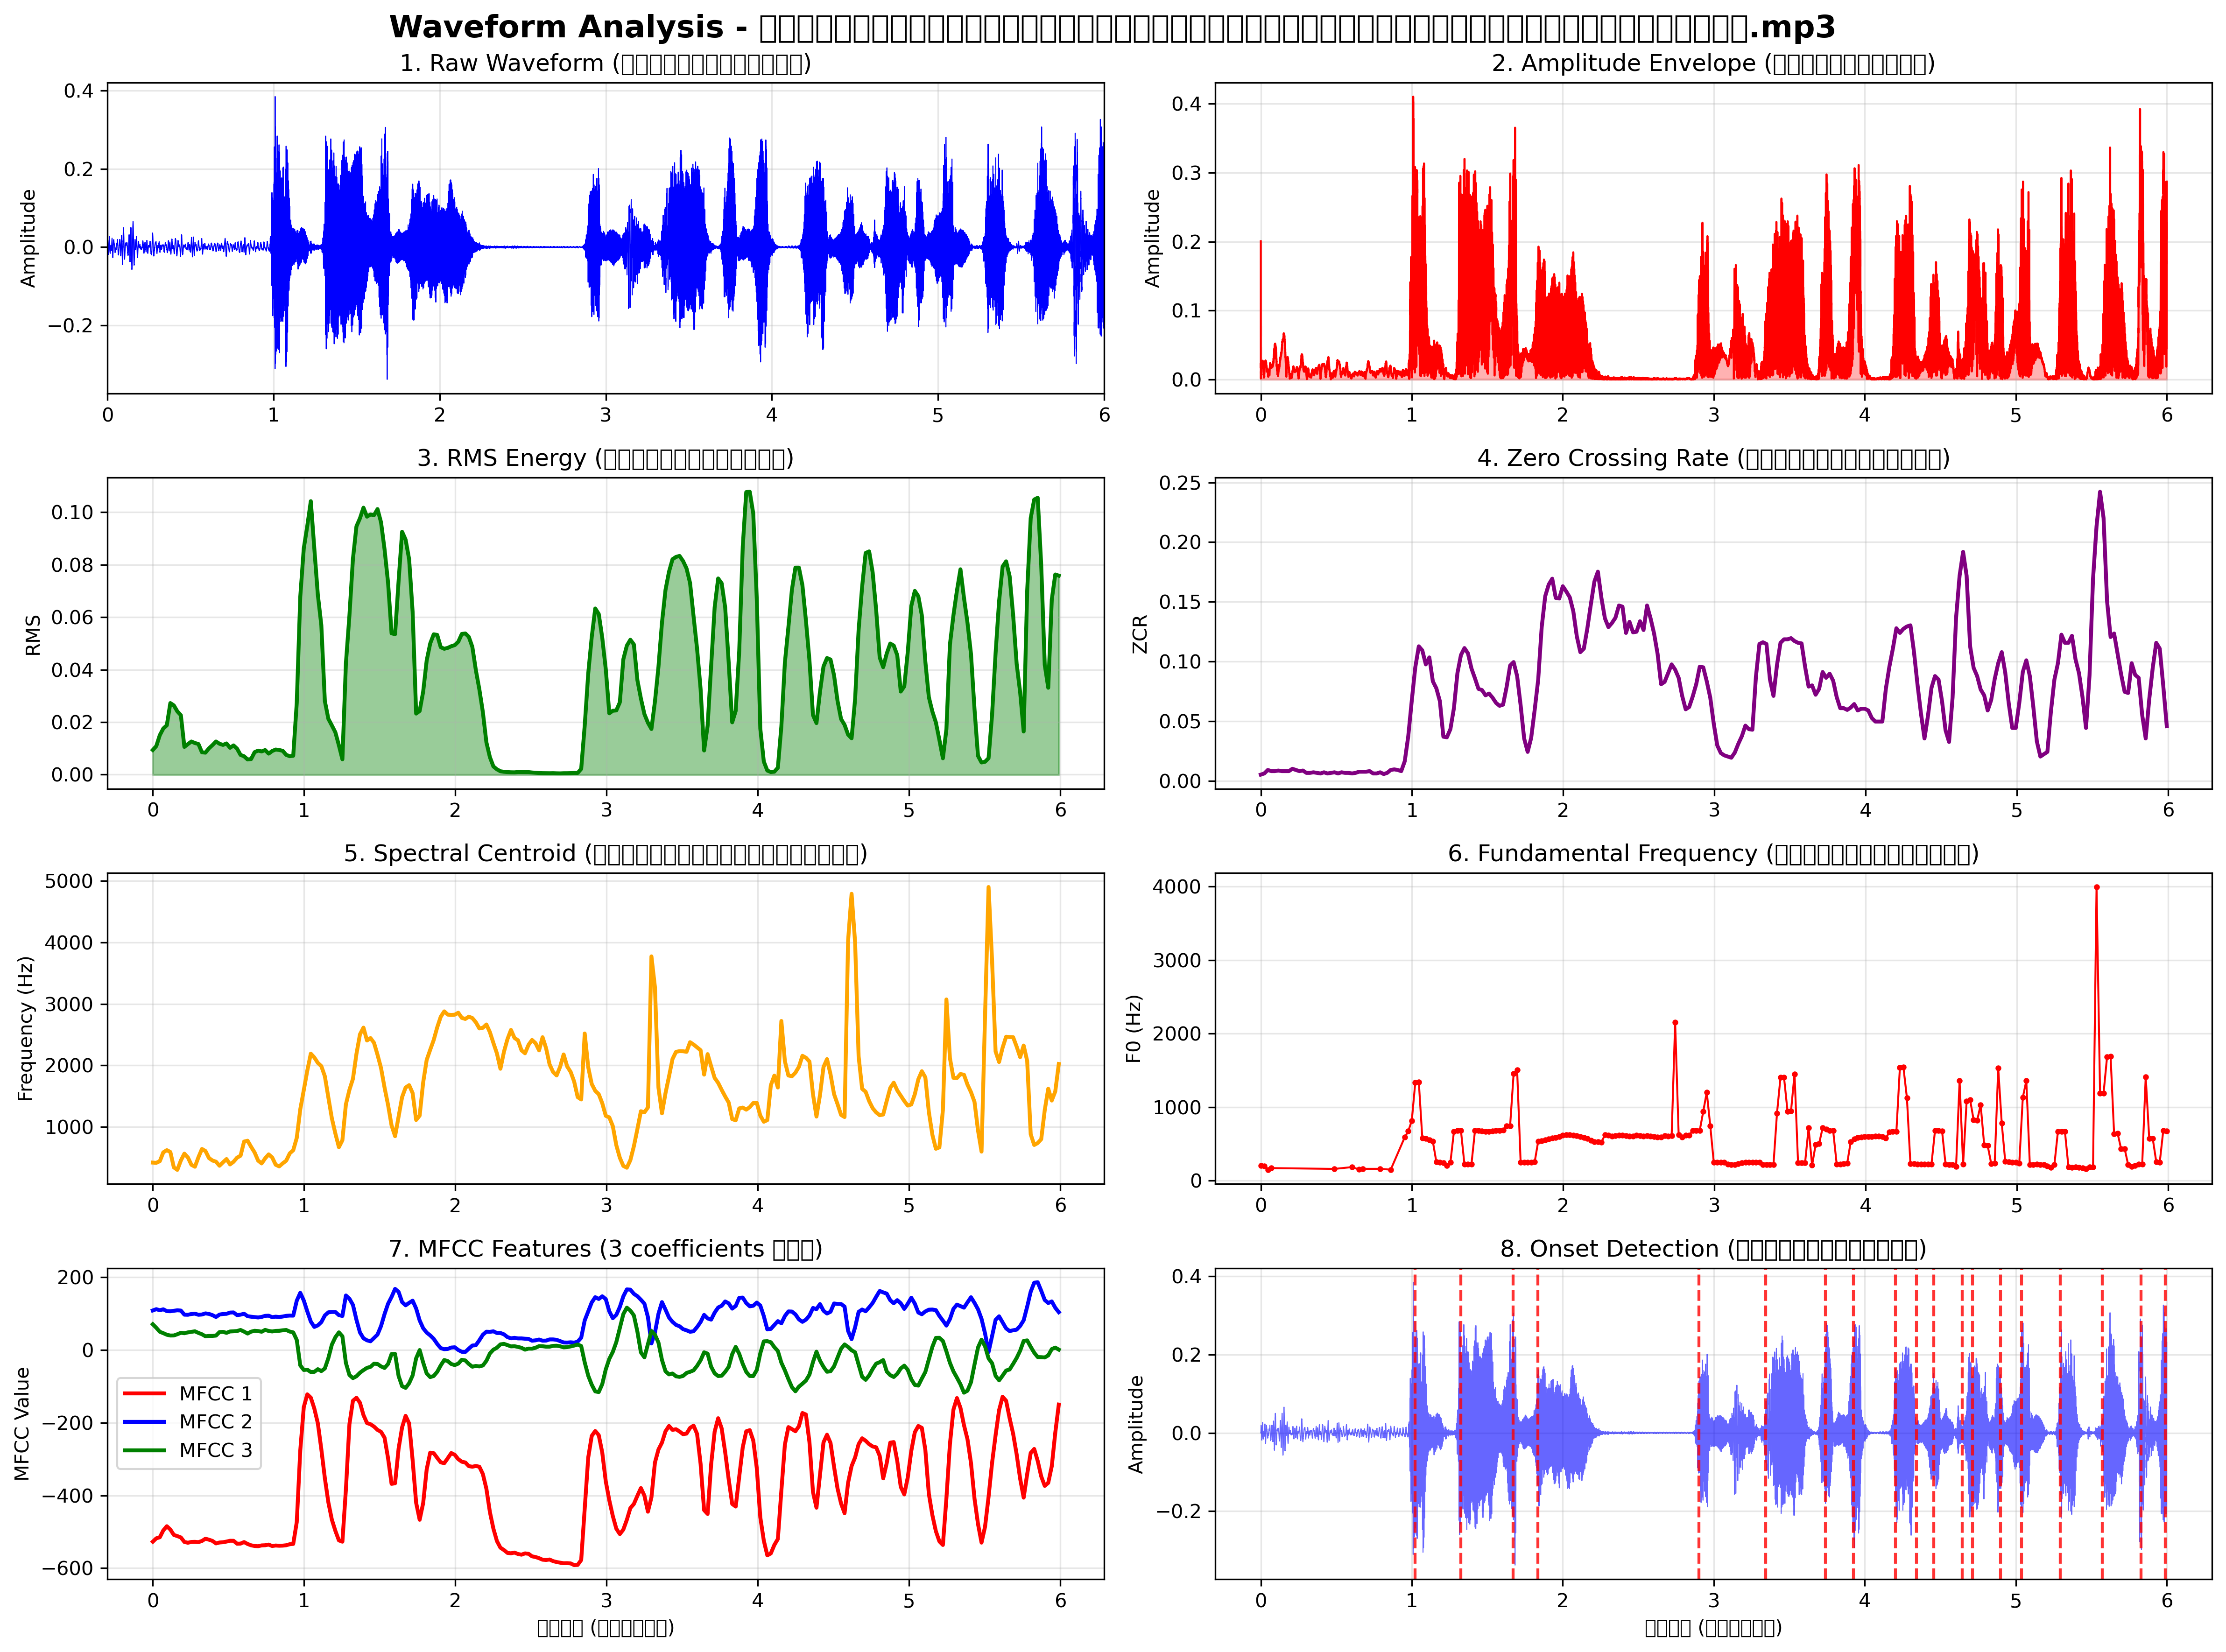 Waveform Analysis - .mp3
1. Raw Waveform ()
2. Amplitude Envelope ()
0.4
0.2
0.0
−0.2
Amplitude
0 1 2 3 4 5 6
0.4
0.3
0.2
0.1
0.0
Amplitude
0 1 2 3 4 5 6
3. RMS Energy ()
4. Zero Crossing Rate ()
0.10
0.08
0.06
0.04
0.02
0.00
RMS
0 1 2 3 4 5 6
0.25
0.20
0.15
0.10
0.05
0.00
ZCR
0 1 2 3 4 5 6
5. Spectral Centroid ()
6. Fundamental Frequency ()
5000
4000
3000
2000
1000
Frequency (Hz)
0 1 2 3 4 5 6
4000
3000
2000
1000
0
F0 (Hz)
0 1 2 3 4 5 6
7. MFCC Features (3 coefficients )
8. Onset Detection ()
200
0
−200
−400
−600
MFCC Value
MFCC 1
MFCC 2
MFCC 3
0 1 2 3 4 5 6
0.4
0.2
0.0
−0.2
Amplitude
0 1 2 3 4 5 6